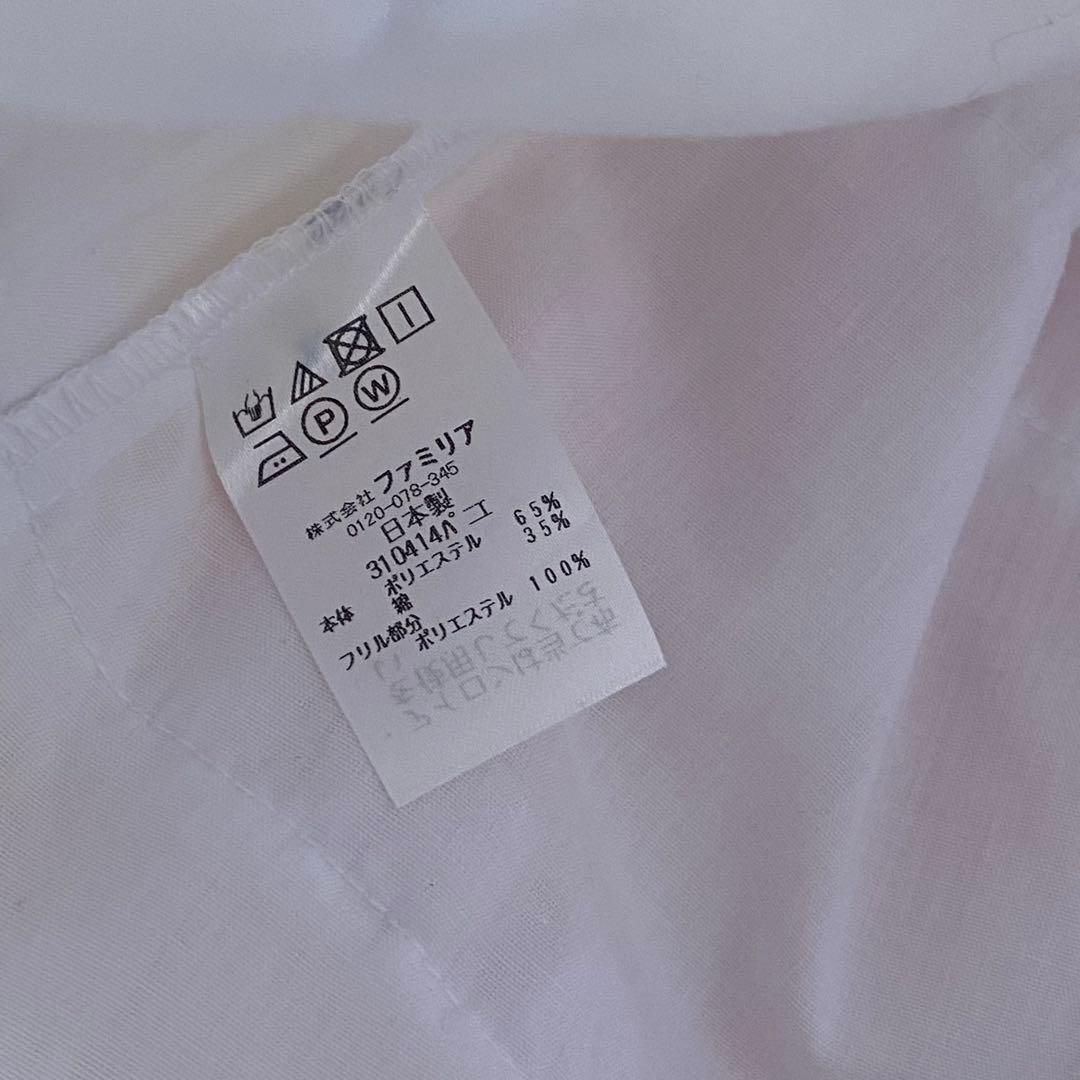 P W
株式会社 ファミリア
0120-078-345
日本製
310414パ ニ
本体 ポリエステル 65%
綿 35%
フリル部分
ポリエステル 100%